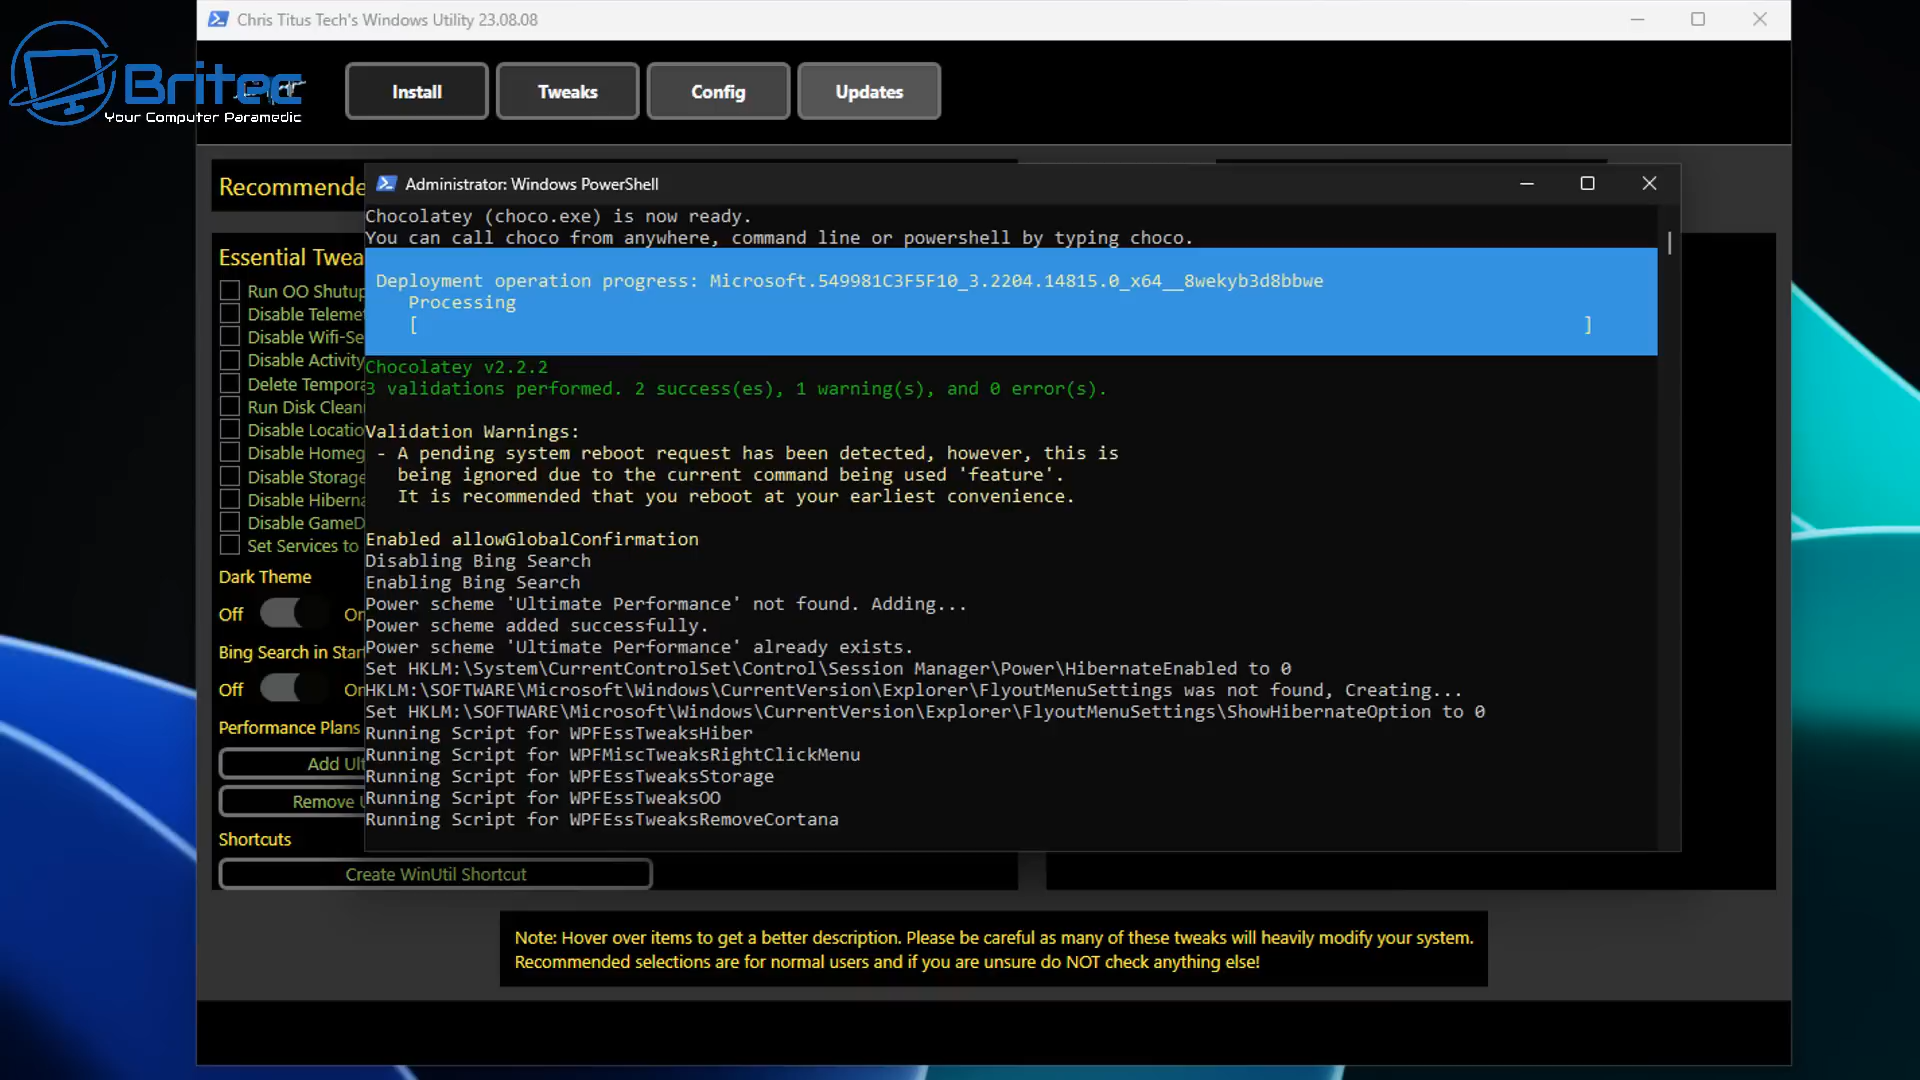 Chris Titus Tech's Windows Utility 23.08.08
Britec
Your Computer Paramedic
Install
Tweaks
Config
Updates
Recommende
Administrator: Windows PowerShell
Chocolatey (choco.exe) is now ready.
You can call choco from anywhere, command line or powershell by typing choco.
Deployment operation progress: Microsoft.549981C3F5F10_3.2204.14815.0_x64__8wekyb3d8bbwe
Processing
[ ]
Chocolatey v2.2.2
3 validations performed. 2 success(es), 1 warning(s), and 0 error(s).
Validation Warnings:
- A pending system reboot request has been detected, however, this is
being ignored due to the current command being used 'feature'.
It is recommended that you reboot at your earliest convenience.
Enabled allowGlobalConfirmation
Disabling Bing Search
Enabling Bing Search
Power scheme 'Ultimate Performance' not found. Adding...
Power scheme added successfully.
Power scheme 'Ultimate Performance' already exists.
Set HKLM:\System\CurrentControlSet\Control\Session Manager\Power\HibernateEnabled to 0
HKLM:\SOFTWARE\Microsoft\Windows\CurrentVersion\Explorer\FlyoutMenuSettings was not found, Creating...
Set HKLM:\SOFTWARE\Microsoft\Windows\CurrentVersion\Explorer\FlyoutMenuSettings\ShowHibernateOption to 0
Running Script for WPFEssTweaksHiber
Running Script for WPFMiscTweaksRightClickMenu
Running Script for WPFEssTweaksStorage
Running Script for WPFEssTweaksOO
Running Script for WPFEssTweaksRemoveCortana
Essential Twea
Run OO Shutup
Disable Teleme
Disable Wifi-Se
Disable Activity
Delete Tempora
Run Disk Clean
Disable Locatio
Disable Homeg
Disable Storage
Disable Hiberna
Disable GameD
Set Services to
Dark Theme
Off On
Bing Search in Star
Off On
Performance Plans
Add Ult
Remove U
Shortcuts
Create WinUtil Shortcut
Note: Hover over items to get a better description. Please be careful as many of these tweaks will heavily modify your system.
Recommended selections are for normal users and if you are unsure do NOT check anything else!